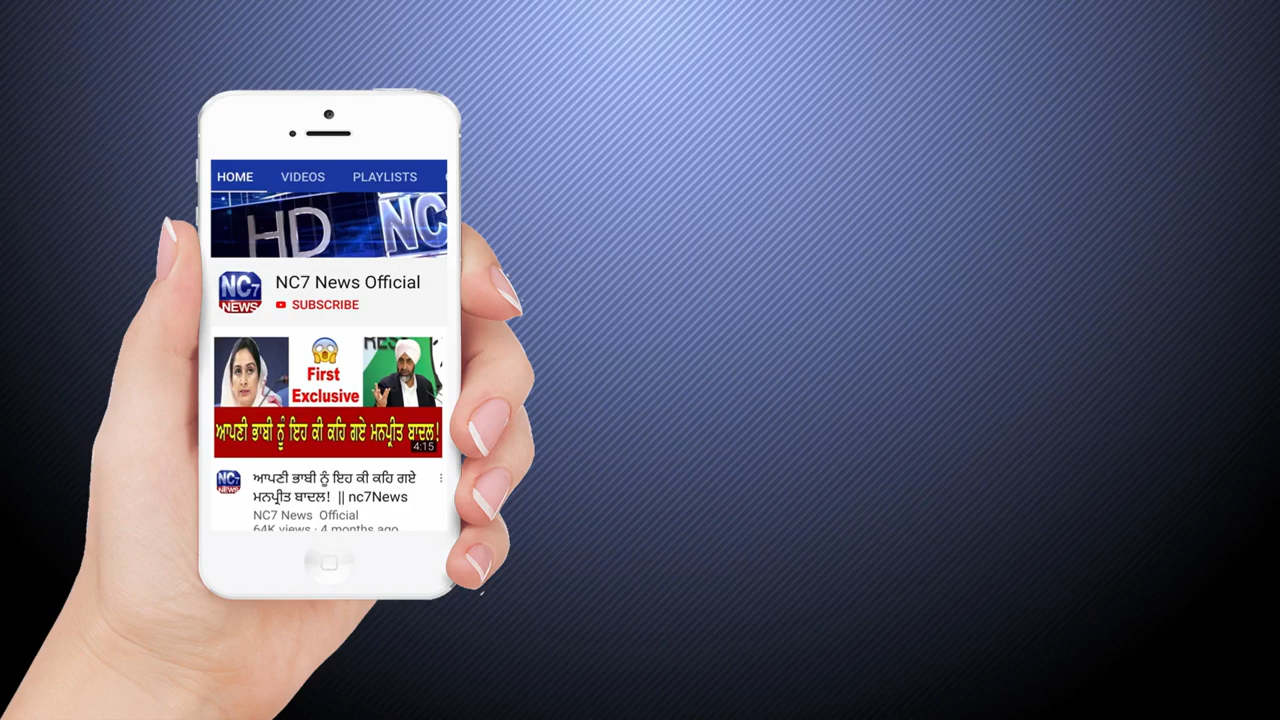 HOME VIDEOS PLAYLISTS
HD NC
NC7 NEWS
NC7 News Official
SUBSCRIBE
First
Exclusive
ਆਪਣੀ ਭਾਬੀ ਨੂੰ ਇਹ ਕੀ ਕਹਿ ਗਏ ਮਨਪ੍ਰੀਤ ਬਾਦਲ!
4:15
NC7 NEWS
ਆਪਣੀ ਭਾਬੀ ਨੂੰ ਇਹ ਕੀ ਕਹਿ ਗਏ
ਮਨਪ੍ਰੀਤ ਬਾਦਲ! || nc7News
NC7 News Official
64K views · 4 months ago